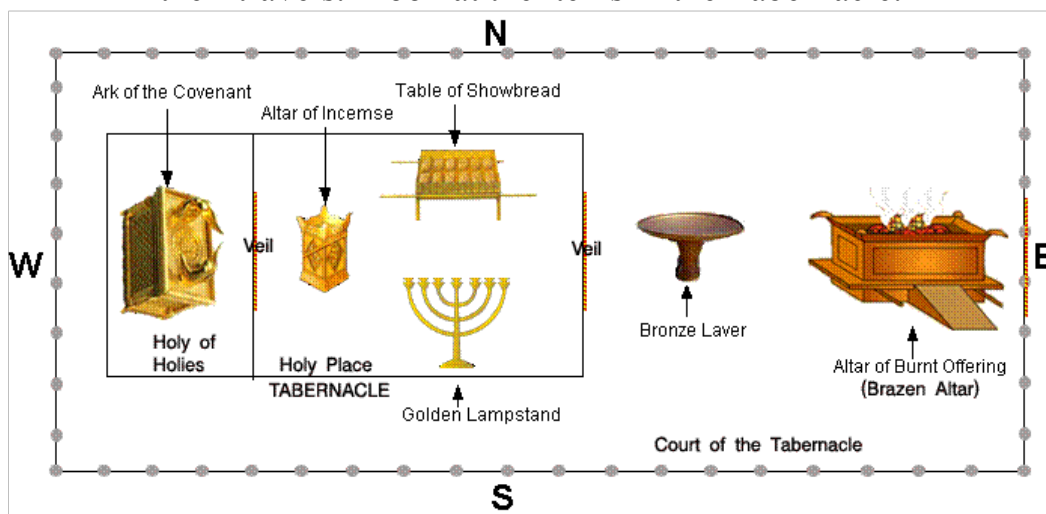 N
Ark of the Covenant
Table of Showbread
Altar of Incemse
Veil
Veil
W
E
Bronze Laver
Holy of
Holies
Holy Place
TABERNACLE
Altar of Burnt Offering
(Brazen Altar)
Golden Lampstand
Court of the Tabernacle
S